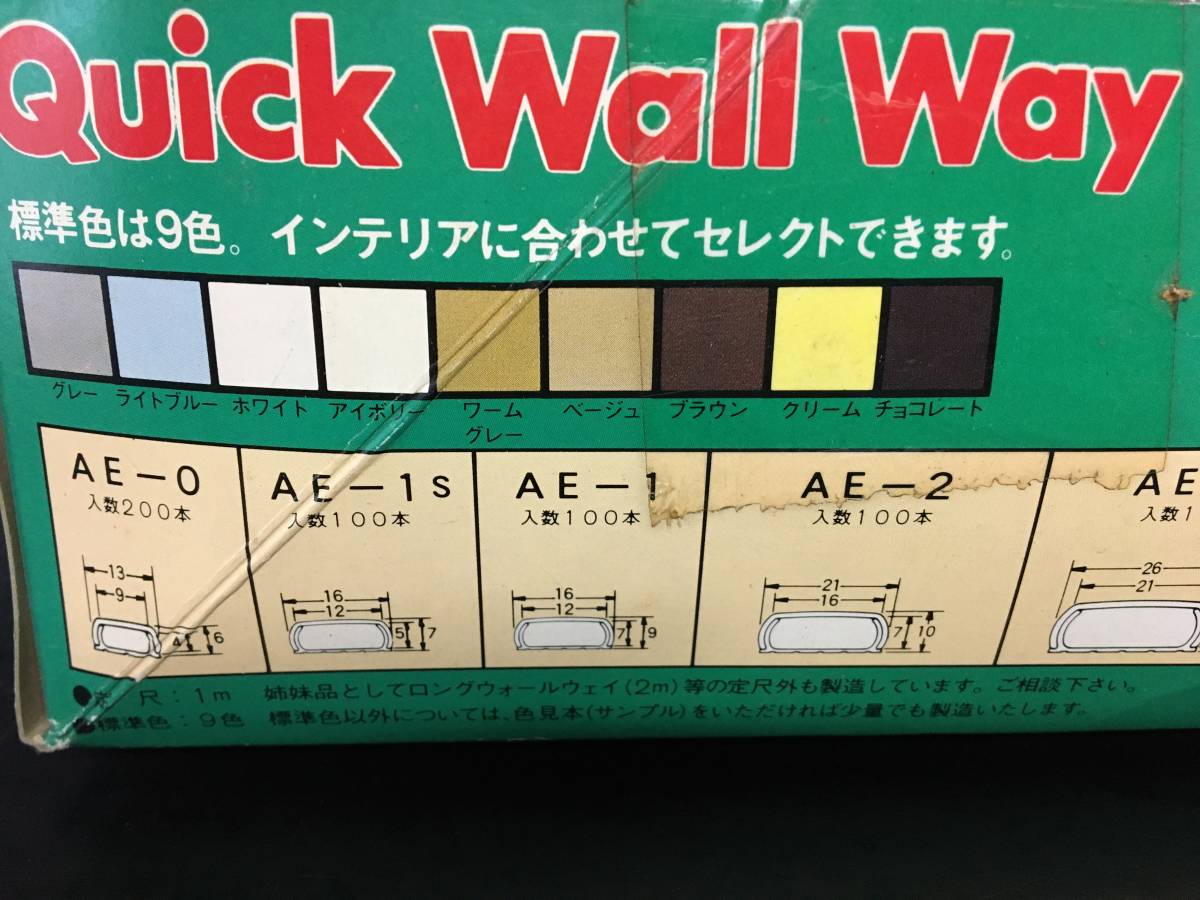 Quick Wall Way
標準色は9色。インテリアに合わせてセレクトできます。
グレー ライトブルー ホワイト アイボリー ワームグレー ベージュ ブラウン クリーム チョコレート
AE-0 AE-1s AE-1 AE-2 AE
入数200本 入数100本 入数100本 入数100本 入数1
13 9 4 6
16 12 5 7
16 12 7 9
21 16 7 10
26 21
尺:1m 姉妹品としてロングウォールウェイ(2m)等の定尺外も製造しています。ご相談下さい。
●標準色:9色 標準色以外については、色見本(サンプル)をいただければ少量でも製造いたします。